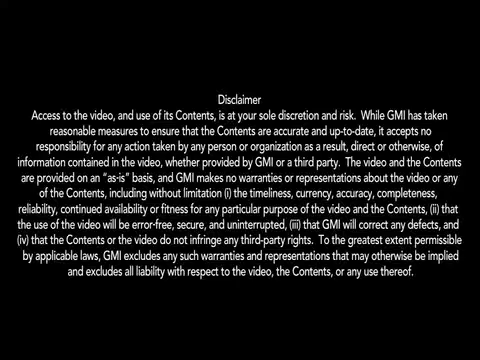 Disclaimer
Access to the video, and use of its Contents, is at your sole discretion and risk. While GMI has taken
reasonable measures to ensure that the Contents are accurate and up-to-date, it accepts no
responsibility for any action taken by any person or organization as a result, direct or otherwise, of
information contained in the video, whether provided by GMI or a third party. The video and the Contents
are provided on an “as-is” basis, and GMI makes no warranties or representations about the video or any
of the Contents, including without limitation (i) the timeliness, currency, accuracy, completeness,
reliability, continued availability or fitness for any particular purpose of the video and the Contents, (ii) that
the use of the video will be error-free, secure, and uninterrupted, (iii) that GMI will correct any defects, and
(iv) that the Contents or the video do not infringe any third-party rights. To the greatest extent permissible
by applicable laws, GMI excludes any such warranties and representations that may otherwise be implied
and excludes all liability with respect to the video, the Contents, or any use thereof.